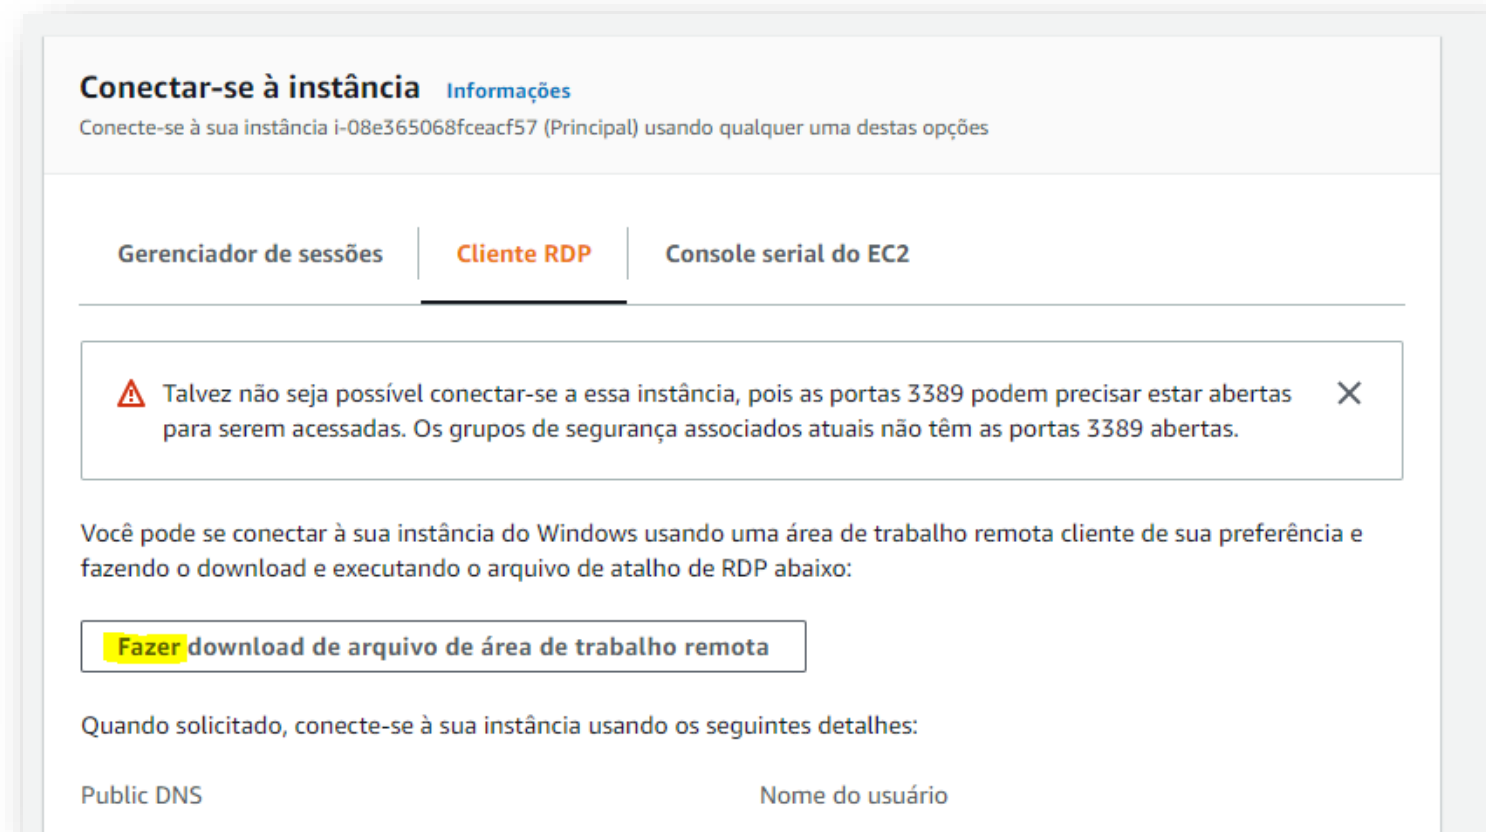 Conectar-se à instância Informações
Conecte-se à sua instância i-08e365068fceacf57 (Principal) usando qualquer uma destas opções
Gerenciador de sessões Cliente RDP Console serial do EC2
Talvez não seja possível conectar-se a essa instância, pois as portas 3389 podem precisar estar abertas
para serem acessadas. Os grupos de segurança associados atuais não têm as portas 3389 abertas.
Você pode se conectar à sua instância do Windows usando uma área de trabalho remota cliente de sua preferência e
fazendo o download e executando o arquivo de atalho de RDP abaixo:
Fazer download de arquivo de área de trabalho remota
Quando solicitado, conecte-se à sua instância usando os seguintes detalhes:
Public DNS Nome do usuário